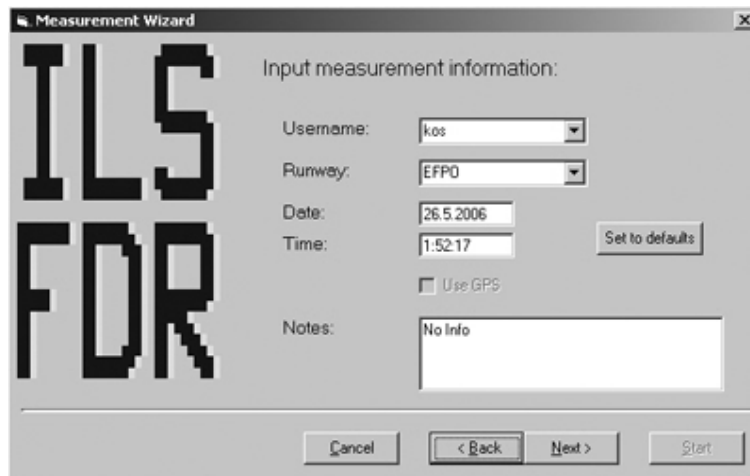 Measurement Wizard
ILS
FDR
Input measurement information:
Username: kos
Runway: EFPO
Date: 26.5.2006
Time: 1:52:17
Set to defaults
Use GPS
Notes: No Info
Cancel
< Back
Next >
Start